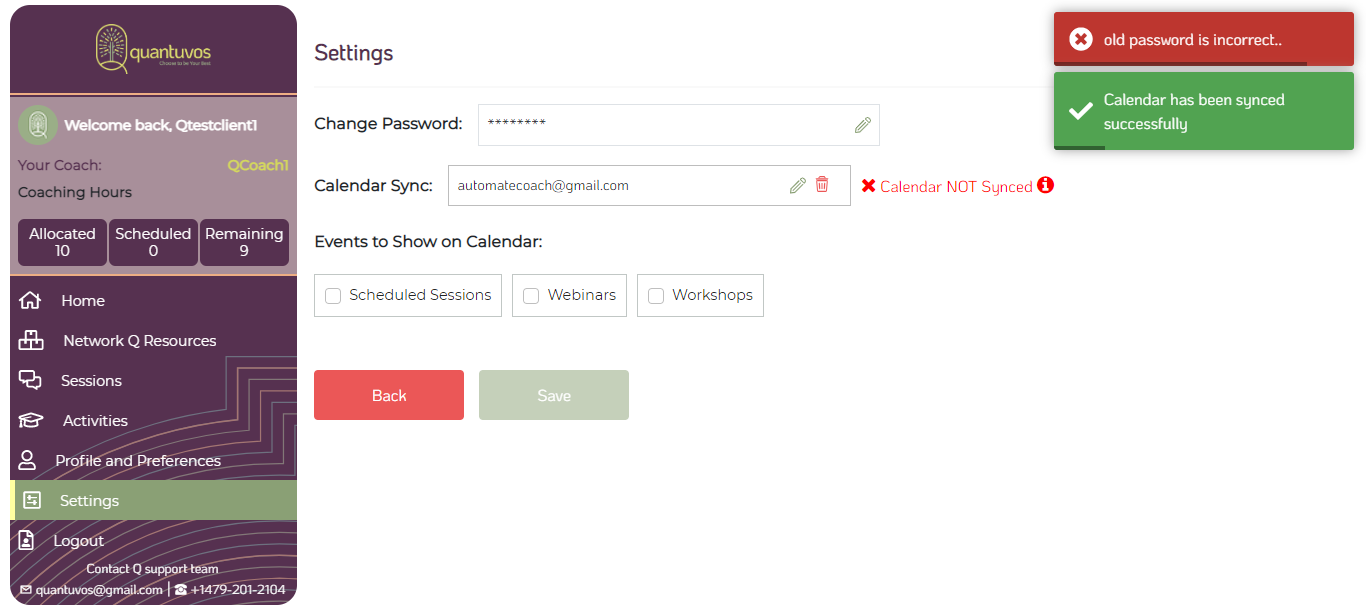 quantuvos
Choose to be Your Best
Welcome back, Qtestclient1
Your Coach: QCoach1
Coaching Hours
Allocated Scheduled Remaining
10 0 9
Home
Network Q Resources
Sessions
Activities
Profile and Preferences
Settings
Logout
Contact Q support team
quantuvos@gmail.com | +1479-201-2104
Settings
Change Password: ********
Calendar Sync: automatecoach@gmail.com Calendar NOT Synced
Events to Show on Calendar:
Scheduled Sessions Webinars Workshops
Back Save
old password is incorrect..
Calendar has been synced
successfully